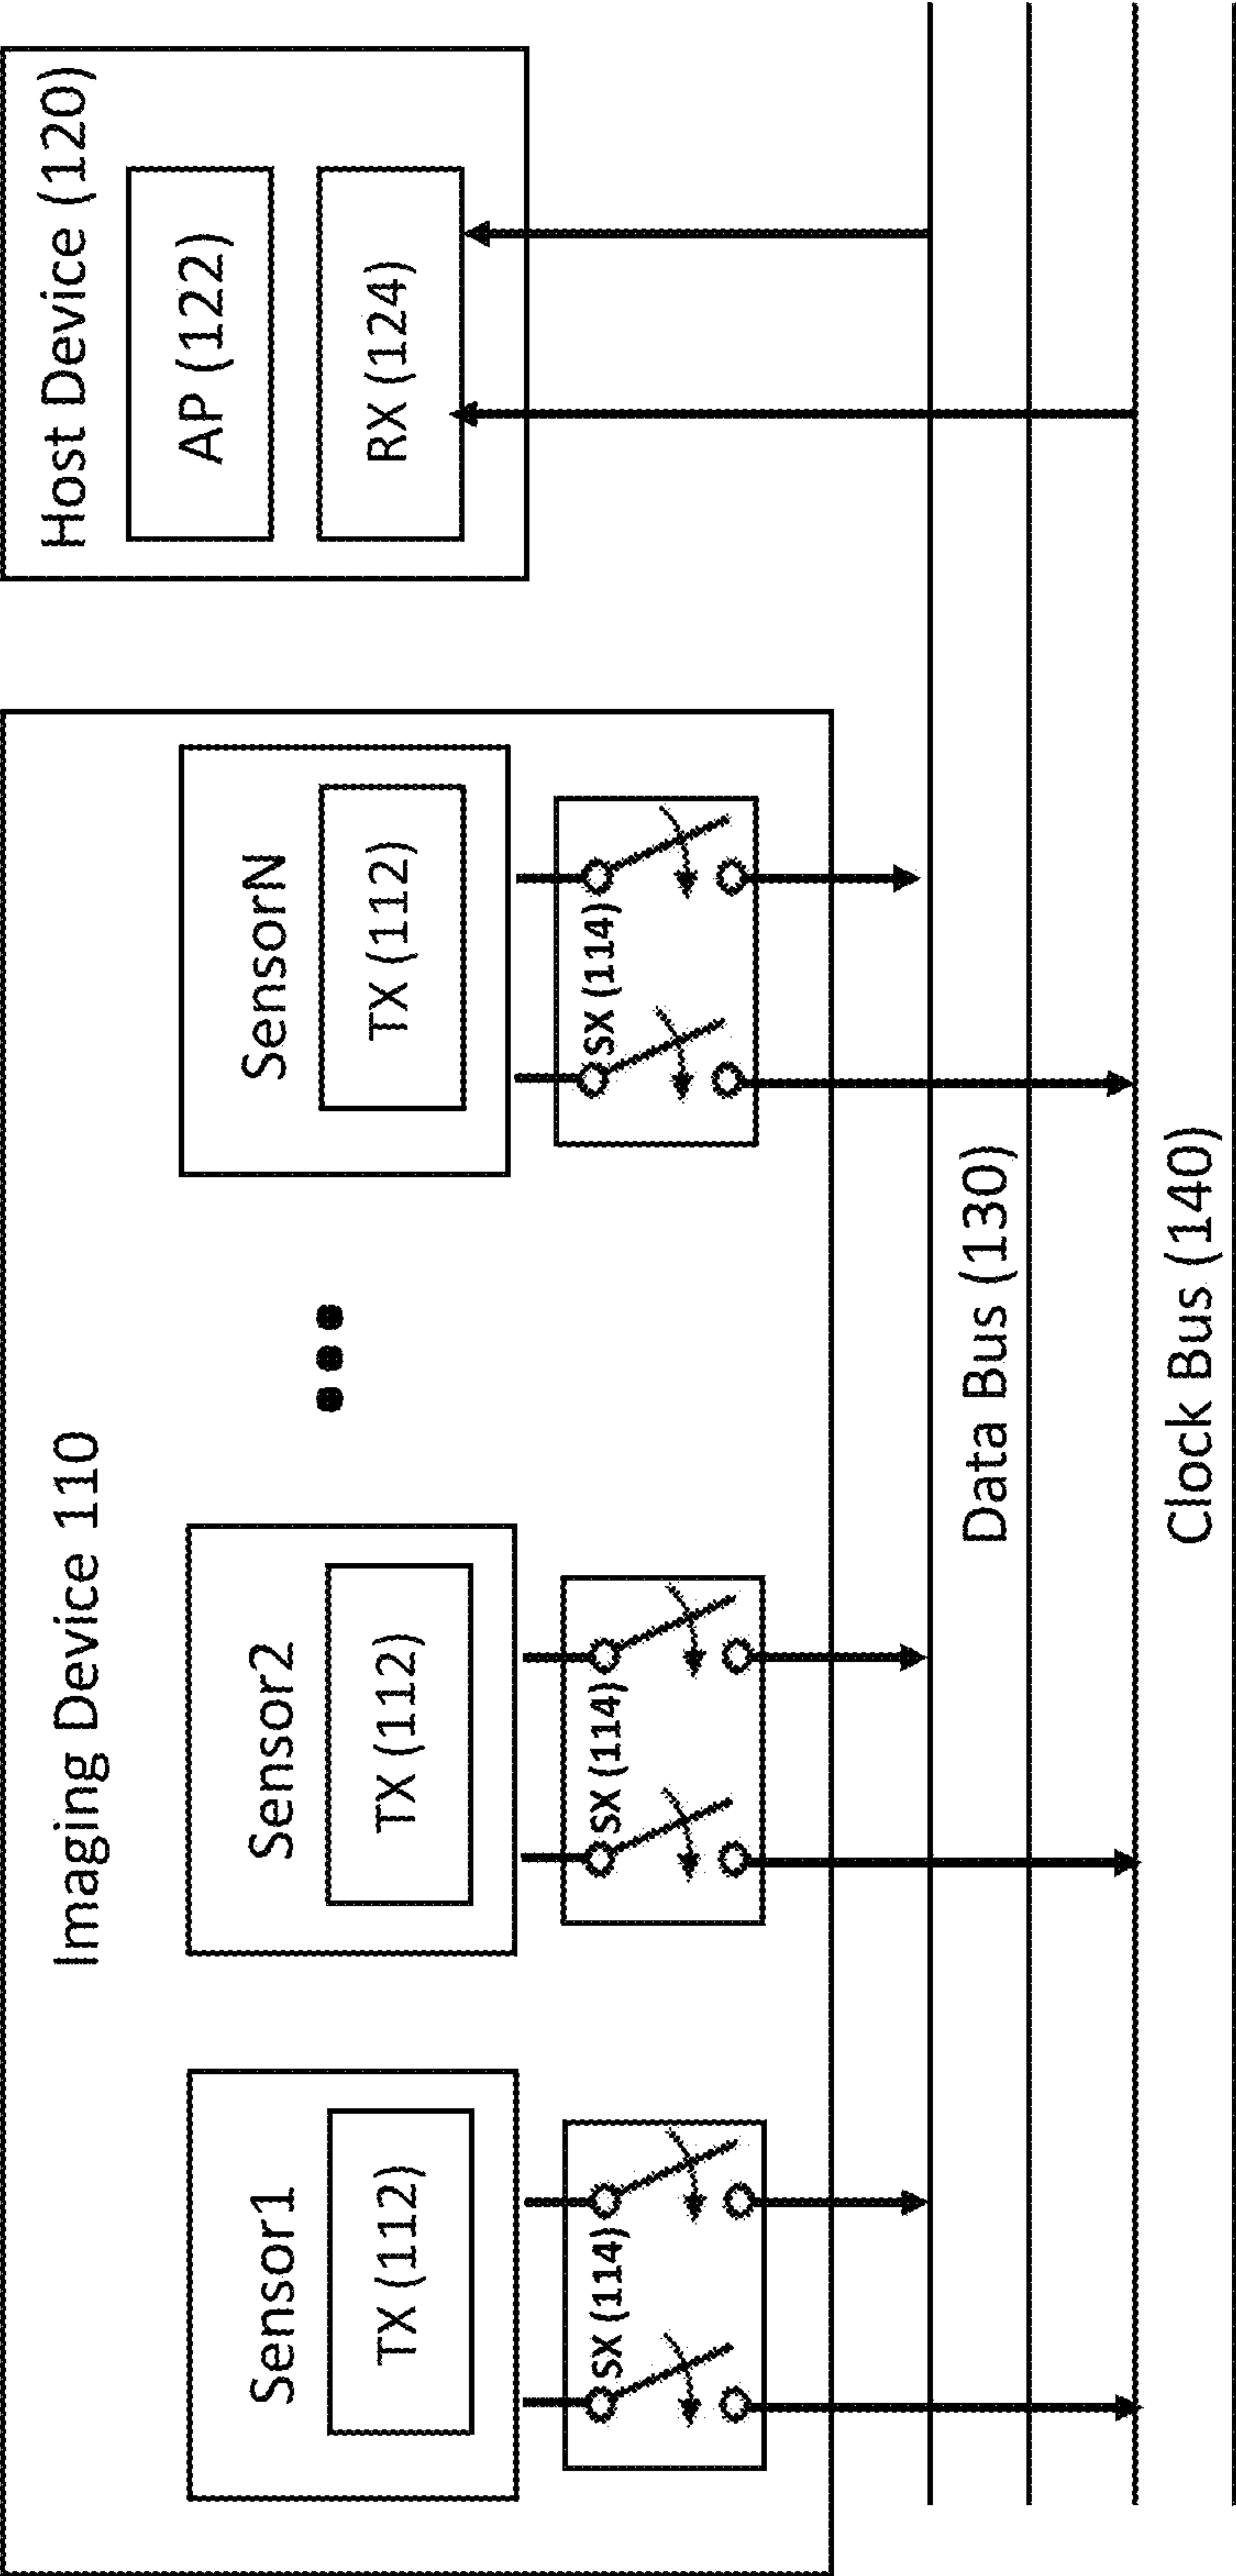 Imaging Device 110
Sensor1
TX (112)
SX (114)
Sensor2
TX (112)
SX (114)
SensorN
TX (112)
SX (114)
Host Device (120)
AP (122)
RX (124)
Data Bus (130)
Clock Bus (140)